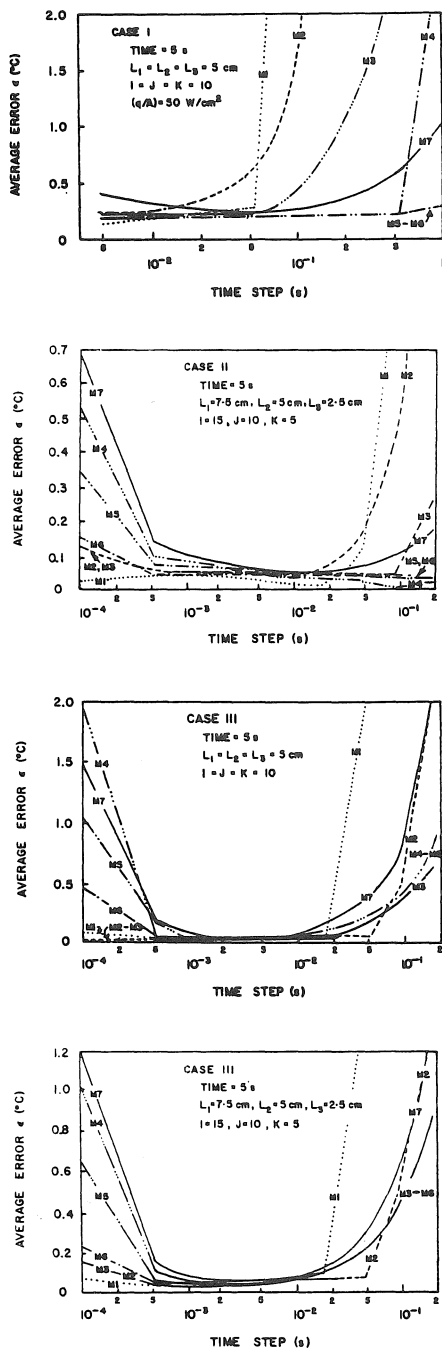 AVERAGE ERROR ε (°C)
2.0
1.5
1.0
0.5
0
CASE I
TIME = 5 s
L₁ = L₂ = L₃ = 5 cm
I = J = K = 10
(q/A) = 50 W/cm²
M1
M2
M3
M4
M7
M5-M6
5
10⁻²
2
5
10⁻¹
2
5
TIME STEP (s)
AVERAGE ERROR ε (°C)
0.7
0.6
0.5
0.4
0.3
0.2
0.1
0
CASE II
TIME = 5 s
L₁ = 7.5 cm, L₂ = 5 cm, L₃ = 2.5 cm
I = 15, J = 10, K = 5
M7
M4
M5
M6
M2, M3
M1
M1
M2
M3
M7
M5, M6
M4
10⁻⁴
2
5
10⁻³
2
5
10⁻²
2
5
10⁻¹
2
TIME STEP (s)
AVERAGE ERROR ε (°C)
2.0
1.5
1.0
0.5
0
CASE III
TIME = 5 s
L₁ = L₂ = L₃ = 5 cm
I = J = K = 10
M4
M7
M5
M6
M1
M2-M3
M1
M7
M2
M4-M6
M3
10⁻⁴
2
5
10⁻³
2
5
10⁻²
2
5
10⁻¹
2
TIME STEP (s)
AVERAGE ERROR ε (°C)
1.2
1.0
0.8
0.6
0.4
0.2
0
CASE III
TIME = 5 s
L₁ = 7.5 cm, L₂ = 5 cm, L₃ = 2.5 cm
I = 15, J = 10, K = 5
M7
M4
M5
M6
M3
M2
M1
M1
M2
M7
M3-M6
M2
10⁻⁴
2
5
10⁻³
2
5
10⁻²
2
5
10⁻¹
2
TIME STEP (s)